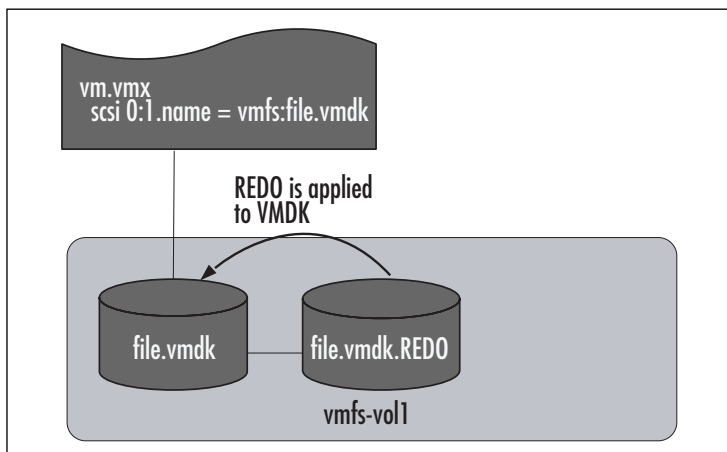 vm.vmx
scsi 0:1.name = vmfs:file.vmdk
REDO is applied
to VMDK
file.vmdk
file.vmdk.REDO
vmfs-vol1